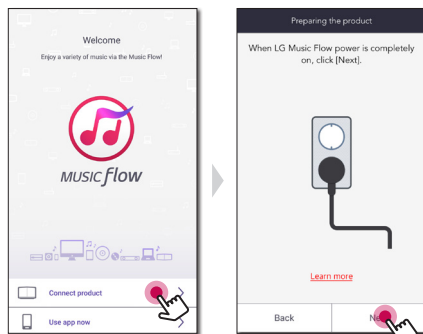 Welcome
Enjoy a variety of music via the Music Flow!
MUSIC flow
Connect product
Use app now
Preparing the product
When LG Music Flow power is completely
on, click [Next].
Learn more
Back